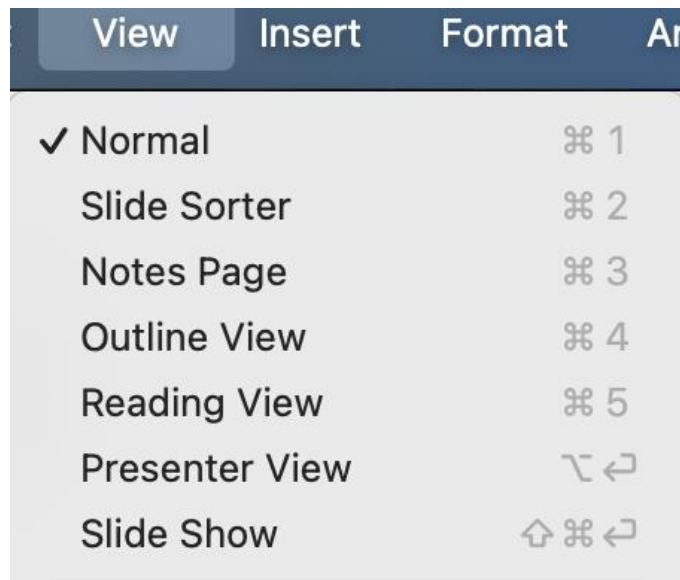 View Insert Format
✓ Normal ⌘ 1
Slide Sorter ⌘ 2
Notes Page ⌘ 3
Outline View ⌘ 4
Reading View ⌘ 5
Presenter View ⌥ ↩
Slide Show ⇧ ⌘ ↩